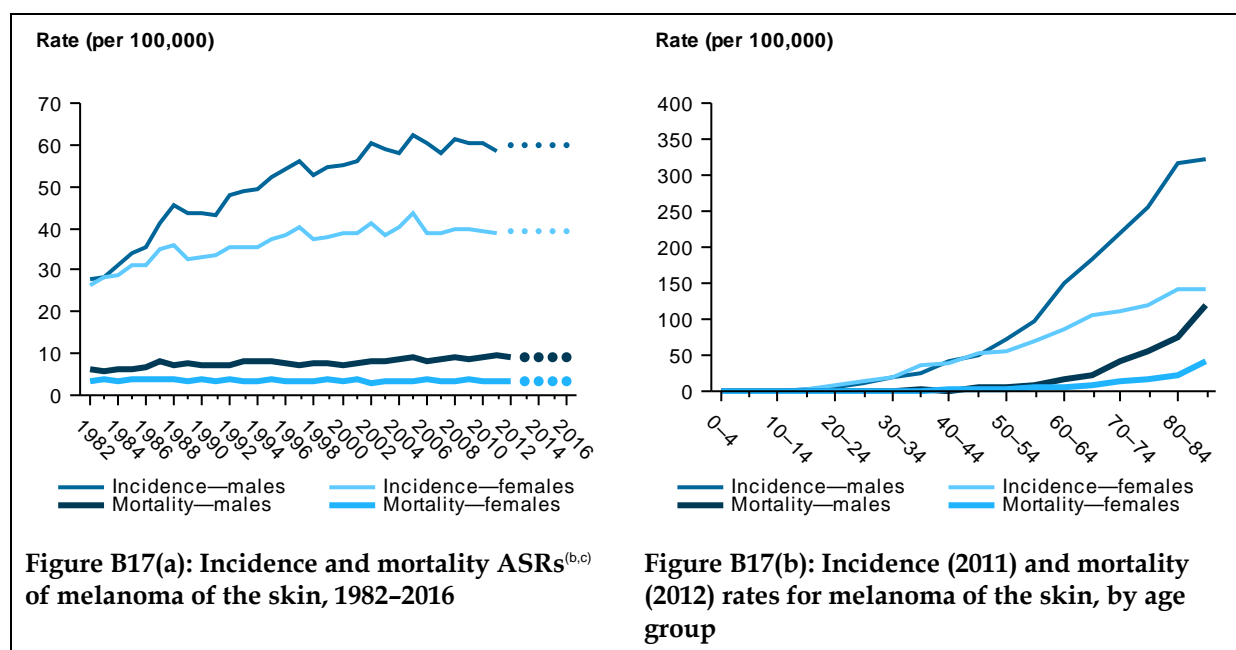 Rate (per 100,000)
70
60
50
40
30
20
10
0
1982
1984
1986
1988
1990
1992
1994
1996
1998
2000
2002
2004
2006
2008
2010
2012
2014
2016
Incidence—males
Incidence—females
Mortality—males
Mortality—females
Figure B17(a): Incidence and mortality ASRs(b,c)
of melanoma of the skin, 1982–2016
Rate (per 100,000)
400
350
300
250
200
150
100
50
0
0–4
10–14
20–24
30–34
40–44
50–54
60–64
70–74
80–84
Incidence—males
Incidence—females
Mortality—males
Mortality—females
Figure B17(b): Incidence (2011) and mortality
(2012) rates for melanoma of the skin, by age
group